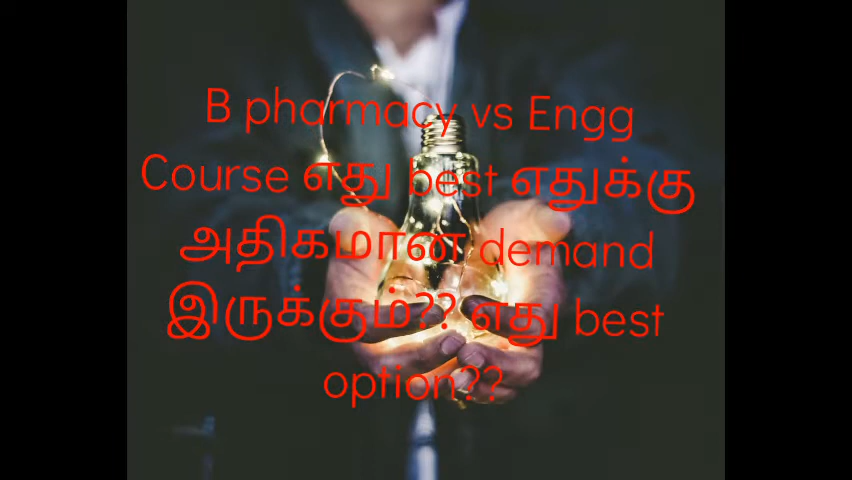 B pharmacy vs Engg
Course எது best எதுக்கு
அதிகமான demand
இருக்கும்?? எது best
option??